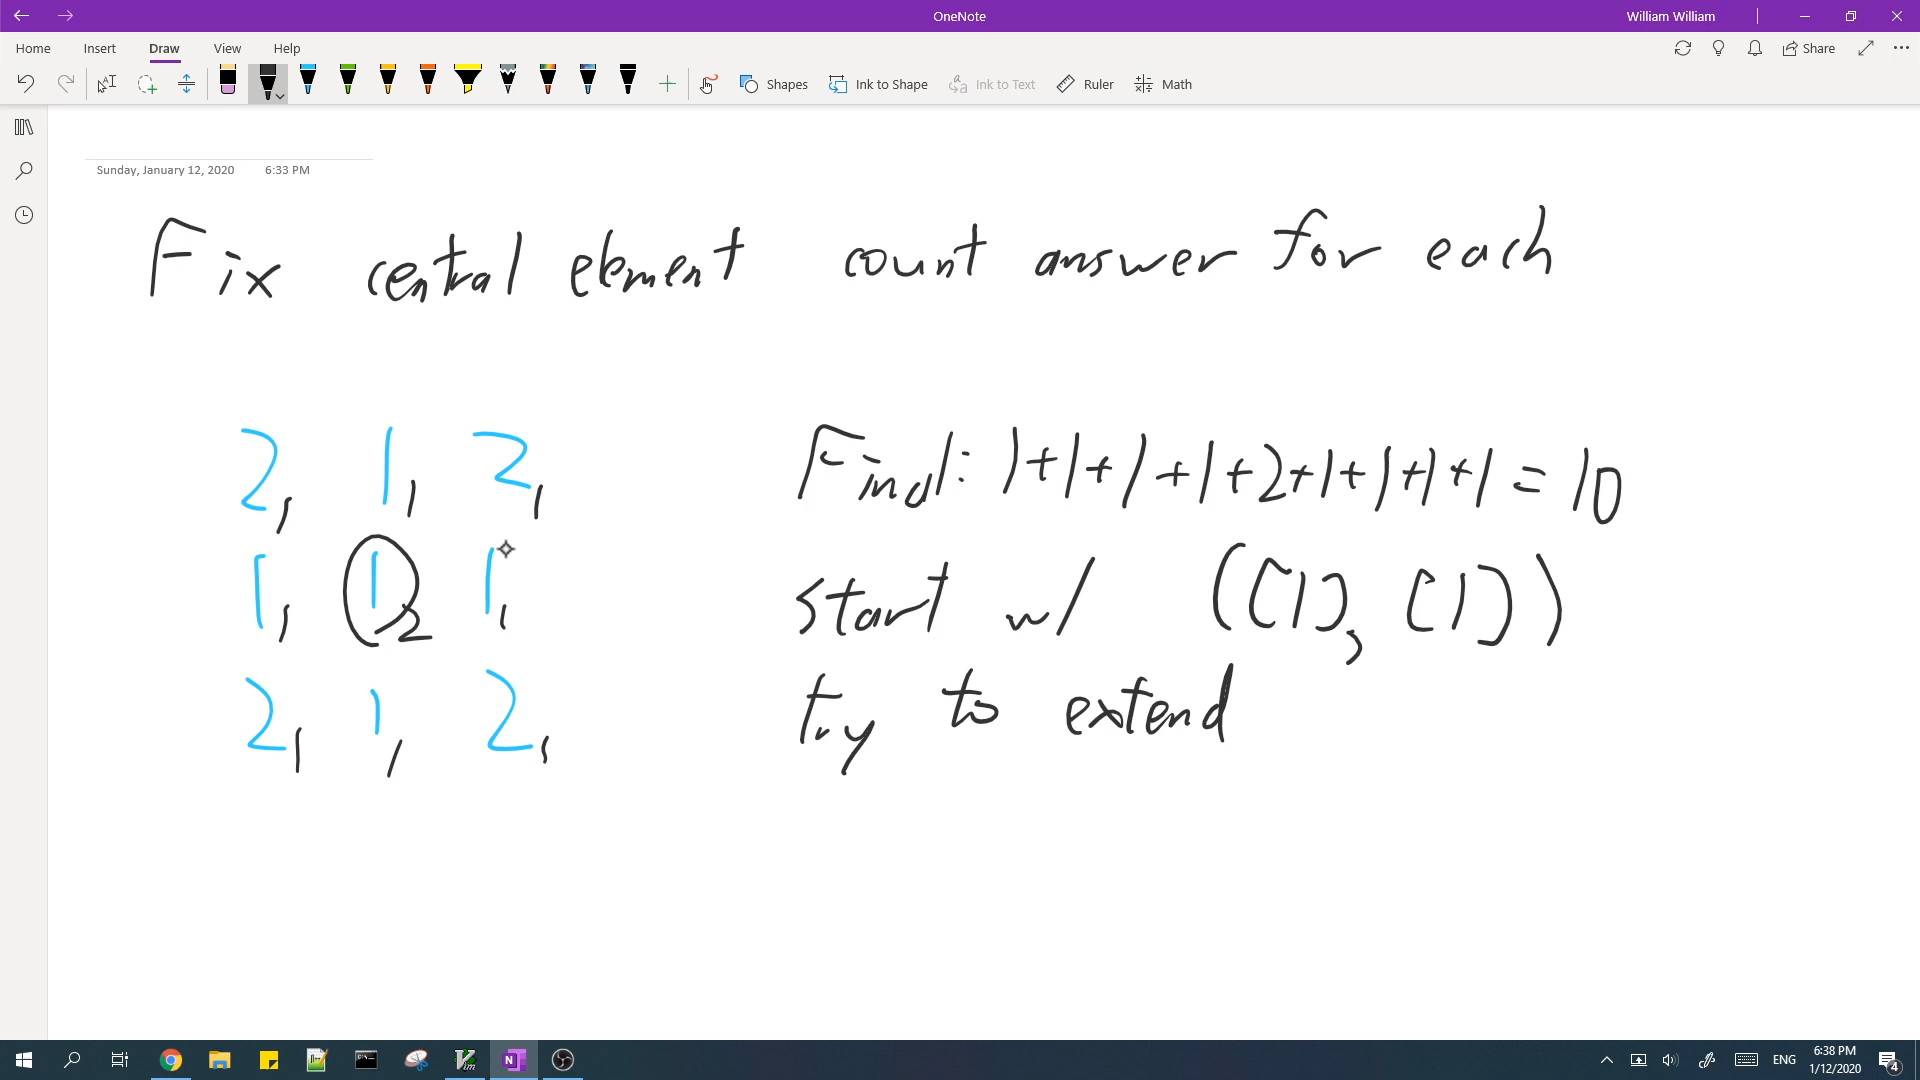 OneNote
William William
Home Insert Draw View Help
Share
Shapes Ink to Shape Ink to Text Ruler Math
Sunday, January 12, 2020 6:33 PM
Fix central element count answer for each
2, 1, 2,
Find: 1+1+1+1+2+1+1+1+1 = 10
1, 1 2 1,
start w/ ([1], [1])
2, 1, 2,
try to extend
ENG
6:38 PM
1/12/2020
4